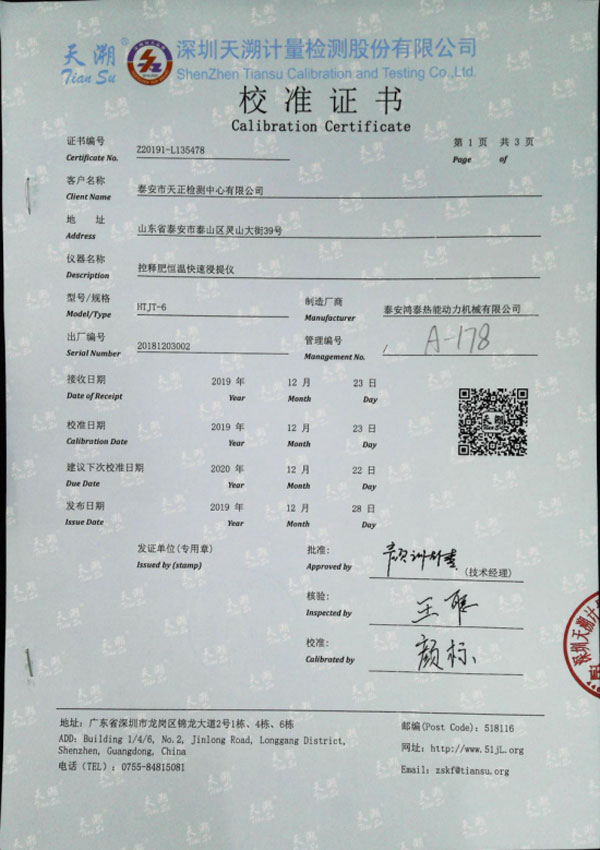 天溯® 深圳天溯计量检测股份有限公司
Tian Su ShenZhen Tiansu Calibration and Testing Co.,Ltd.
校准证书
Calibration Certificate
证书编号 Z20191-L135478 第 1 页 共 3 页
Certificate No. Page of
客户名称 泰安市天正检测中心有限公司
Client Name
地 址 山东省泰安市泰山区灵山大街39号
Address
仪器名称 控释肥恒温快速浸提仪
Description
型号/规格 HTJT-6 制造厂商 泰安鸿泰热能动力机械有限公司
Model/Type Manufacturer
出厂编号 20181203002 管理编号 A-178
Serial Number Management No.
接收日期 2019 年 12 月 23 日
Date of Receipt Year Month Day
校准日期 2019 年 12 月 23 日
Calibration Date Year Month Day
建议下次校准日期 2020 年 12 月 22 日
Due Date Year Month Day
发布日期 2019 年 12 月 28 日
Issue Date Year Month Day
发证单位(专用章) 批准:
Issued by (stamp) Approved by (技术经理)
核验:
Inspected by 王
校准: 颜标
Calibrated by
深圳天溯计
地址: 广东省深圳市龙岗区锦龙大道2号1栋、4栋、6栋 邮编(Post Code): 518116
ADD: Building 1/4/6, No.2, Jinlong Road, Longgang District, 网址: http://www.51jL.org
Shenzhen, Guangdong, China
电话(TEL): 0755-84815081 Email: zskf@tiansu.org